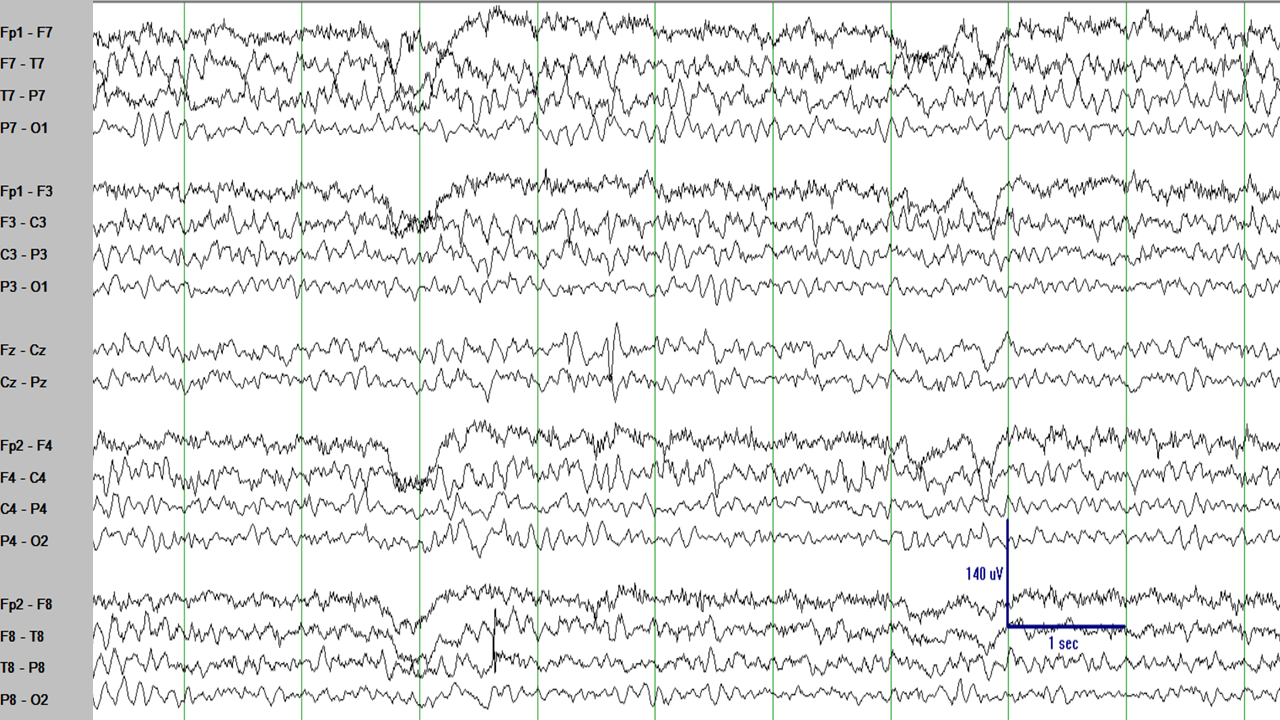 Fp1 - F7
F7 - T7
T7 - P7
P7 - O1
Fp1 - F3
F3 - C3
C3 - P3
P3 - O1
Fz - Cz
Cz - Pz
Fp2 - F4
F4 - C4
C4 - P4
P4 - O2
140 uV
Fp2 - F8
F8 - T8
1 sec
T8 - P8
P8 - O2